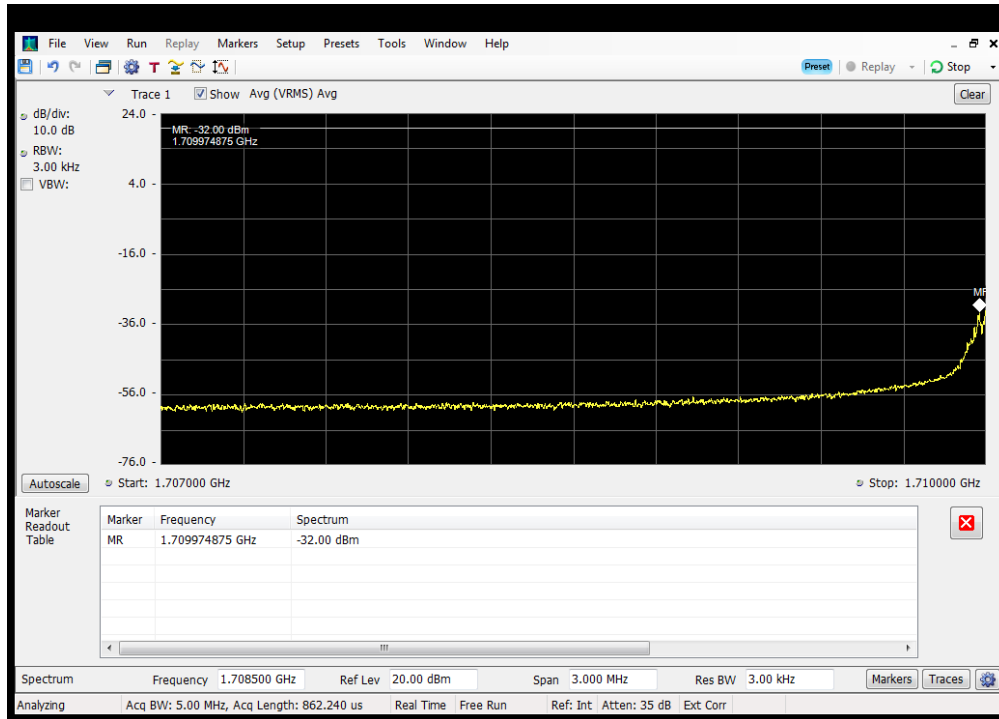 File View Run Replay Markers Setup Presets Tools Window Help
Preset Replay Stop
Trace 1 Show Avg (VRMS) Avg Clear
dB/div:
10.0 dB
RBW:
3.00 kHz
VBW:
24.0
4.0
-16.0
-36.0
-56.0
-76.0
MR: -32.00 dBm
1.709974875 GHz
MR
Autoscale Start: 1.707000 GHz Stop: 1.710000 GHz
Marker
Readout
Table
Marker Frequency Spectrum
MR 1.709974875 GHz -32.00 dBm
Spectrum Frequency 1.708500 GHz Ref Lev 20.00 dBm Span 3.000 MHz Res BW 3.00 kHz Markers Traces
Analyzing Acq BW: 5.00 MHz, Acq Length: 862.240 us Real Time Free Run Ref: Int Atten: 35 dB Ext Corr